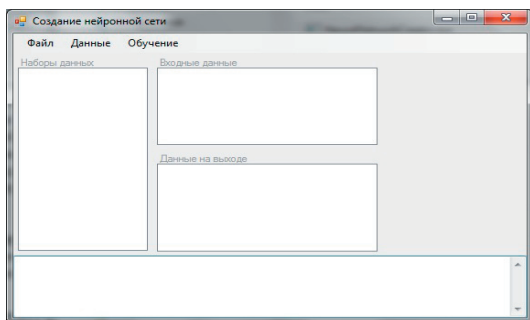 Создание нейронной сети
Файл Данные Обучение
Наборы данных
Входные данные
Данные на выходе